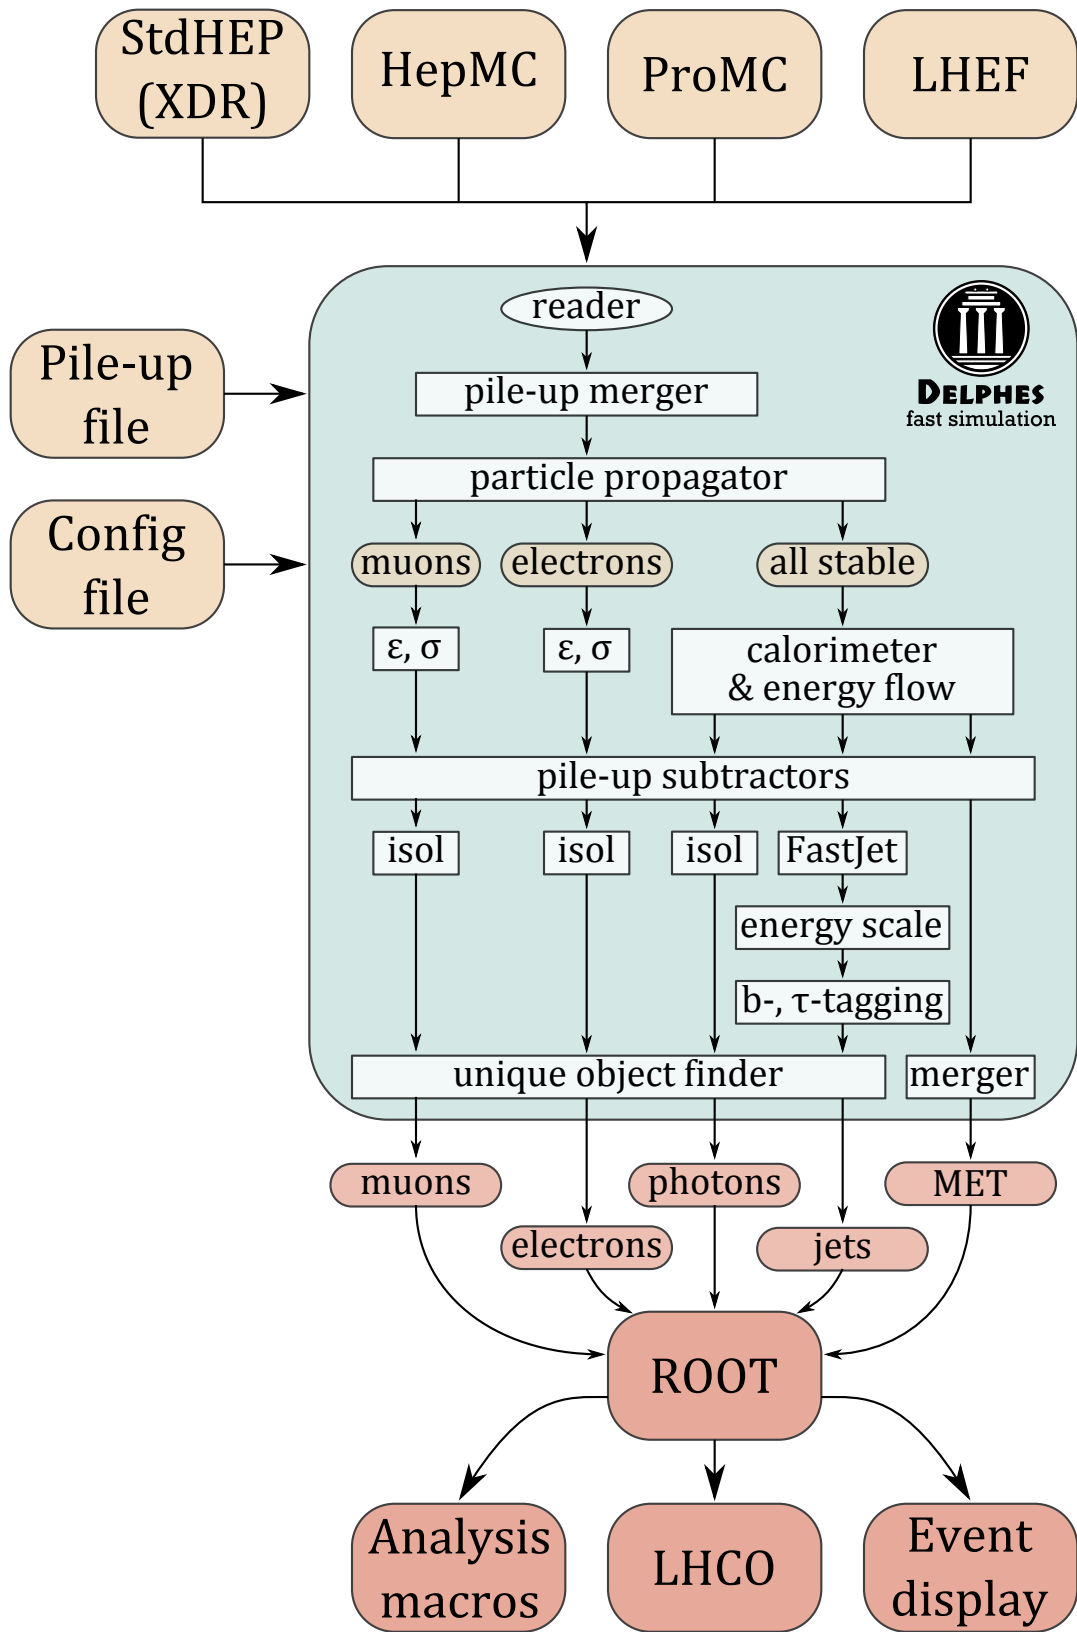 StdHEP
(XDR)
HepMC
ProMC
LHEF
reader
DELPHES
fast simulation
Pile-up
file
pile-up merger
particle propagator
Config
file
muons
electrons
all stable
ε, σ
ε, σ
calorimeter
& energy flow
pile-up subtractors
isol
isol
isol
FastJet
energy scale
b-, τ-tagging
unique object finder
merger
muons
photons
MET
electrons
jets
ROOT
Analysis
macros
LHCO
Event
display